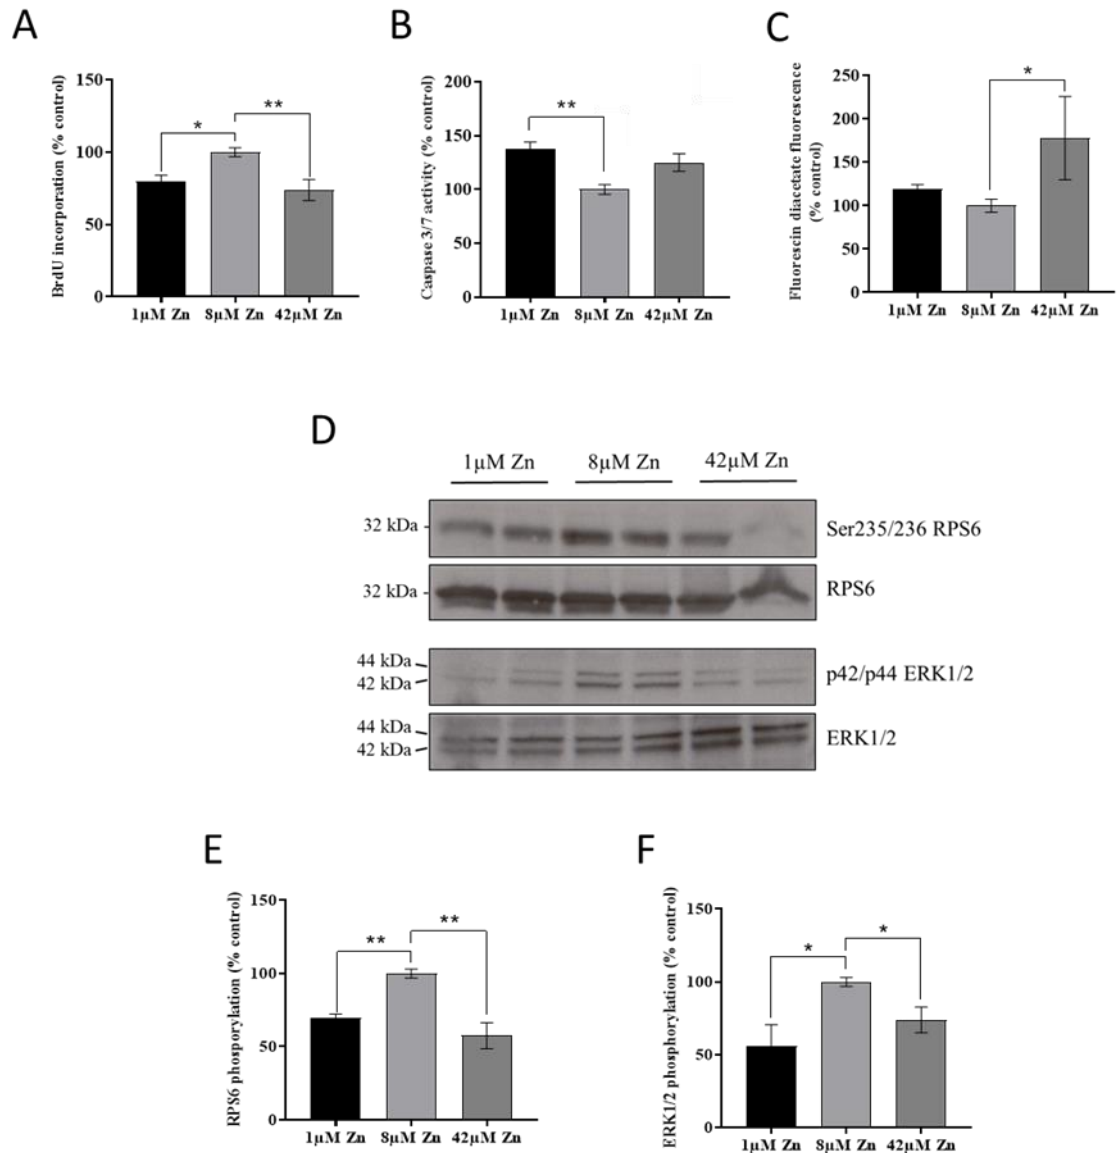 A
BrdU incorporation (% control)
150
100
50
0
*
**
1µM Zn 8µM Zn 42µM Zn
B
Caspase 3/7 activity (% control)
200
150
100
50
0
**
1µM Zn 8µM Zn 42µM Zn
C
Fluorescin diacetate fluorescence
(% control)
250
200
150
100
50
0
*
1µM Zn 8µM Zn 42µM Zn
D
1µM Zn 8µM Zn 42µM Zn
32 kDa
Ser235/236 RPS6
32 kDa
RPS6
44 kDa
42 kDa
p42/p44 ERK1/2
44 kDa
42 kDa
ERK1/2
E
RPS6 phosporylation (% control)
150
100
50
0
**
**
1µM Zn 8µM Zn 42µM Zn
F
ERK1/2 phosphorylation (% control)
150
100
50
0
*
*
1µM Zn 8µM Zn 42µM Zn